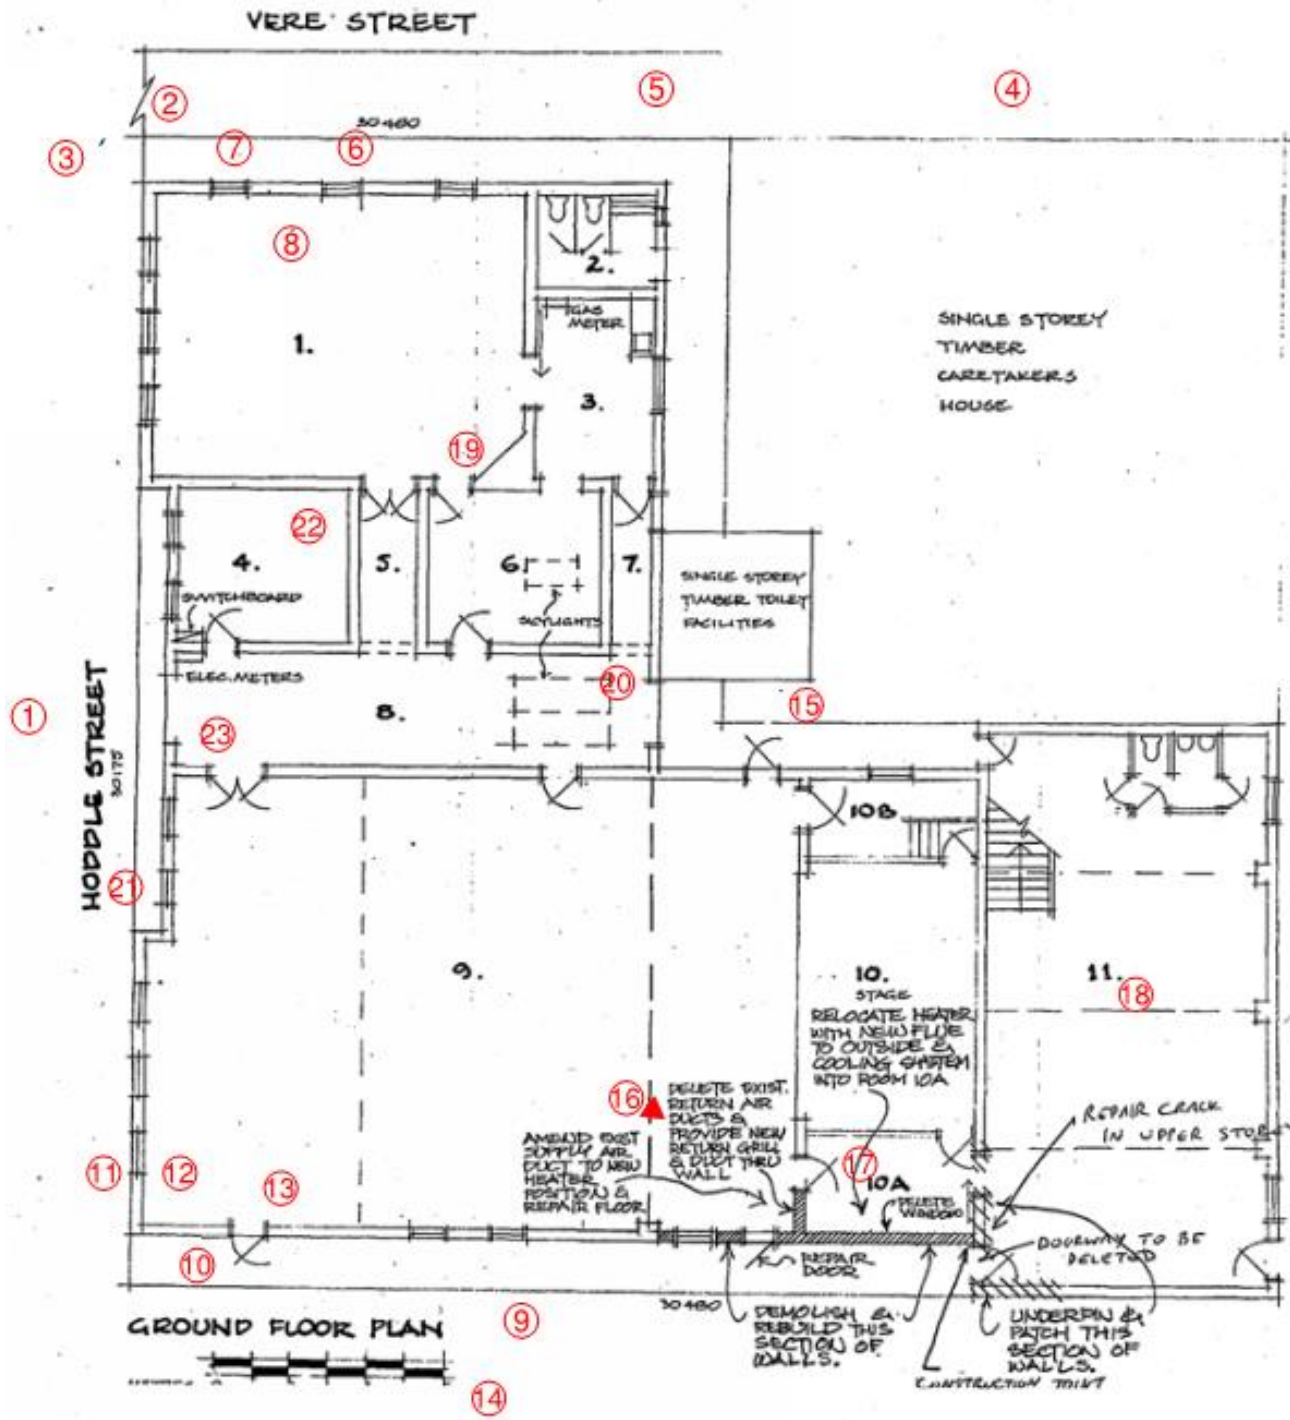 VERE STREET
② ⑤ ④
30480
③ ⑦ ⑥
⑧
2.
GAS
METER
1.
3.
SINGLE STOREY
TIMBER
CARETAKERS
HOUSE
⑲
㉒
4.
5.
6.
7.
SWITCHBOARD
SKYLIGHTS
SINGLE STOREY
TIMBER TOILET
FACILITIES
ELEC. METERS
⑳
①
HODDLE STREET
30175
8.
㉓
⑮
10B
㉑
9.
10.
STAGE
RELOCATE HEATER
WITH NEW FLUE
TO OUTSIDE &
COOLING SYSTEM
INTO ROOM 10A
11.
⑱
⑯
DELETE EXIST.
RETURN AIR
DUCTS &
PROVIDE NEW
RETURN GRILL
& DUCT THRU
WALL
AMEND EXIST
SUPPLY AIR
DUCT TO NEW
HEATER
POSITION &
REPAIR FLOOR
REPAIR CRACK
IN UPPER STOREY
⑪ ⑫ ⑬
⑰
10A
DELETE
WINDOW
⑩
REPAIR
DOOR
DOORWAY TO BE
DELETED
30480
DEMOLISH &
REBUILD THIS
SECTION OF
WALLS.
UNDERPIN &
PATCH THIS
SECTION OF
WALLS.
CONSTRUCTION JOINT
GROUND FLOOR PLAN
⑨
⑭